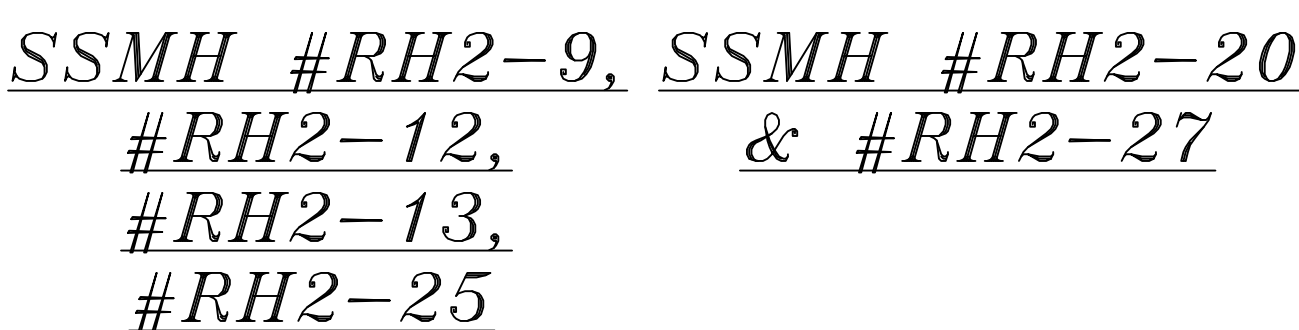 SSMH #RH2-9,
#RH2-12,
#RH2-13,
#RH2-25
SSMH #RH2-20
& #RH2-27